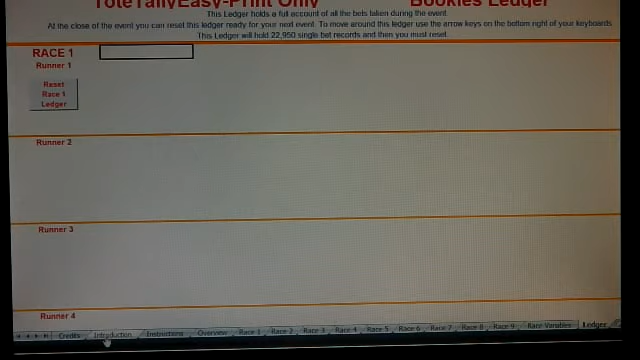 ToteTallyEasy-Print Only Bookies Ledger
This Ledger holds a full account of all the bets taken during the event.
At the close of the event you can reset this ledger ready for your next event. To move around this ledger use the arrow keys on the bottom right of your keyboards
This Ledger will hold 22,950 single bet records and then you must reset.
RACE 1
Runner 1
Reset
Race 1
Ledger
Runner 2
Runner 3
Runner 4
Credits Introduction Instructions Overview Race 1 Race 2 Race 3 Race 4 Race 5 Race 6 Race 7 Race 8 Race 9 Race Variables Ledger